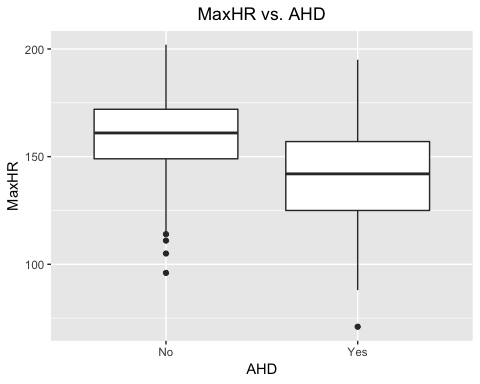 MaxHR vs. AHD
200
150
100
MaxHR
No
Yes
AHD